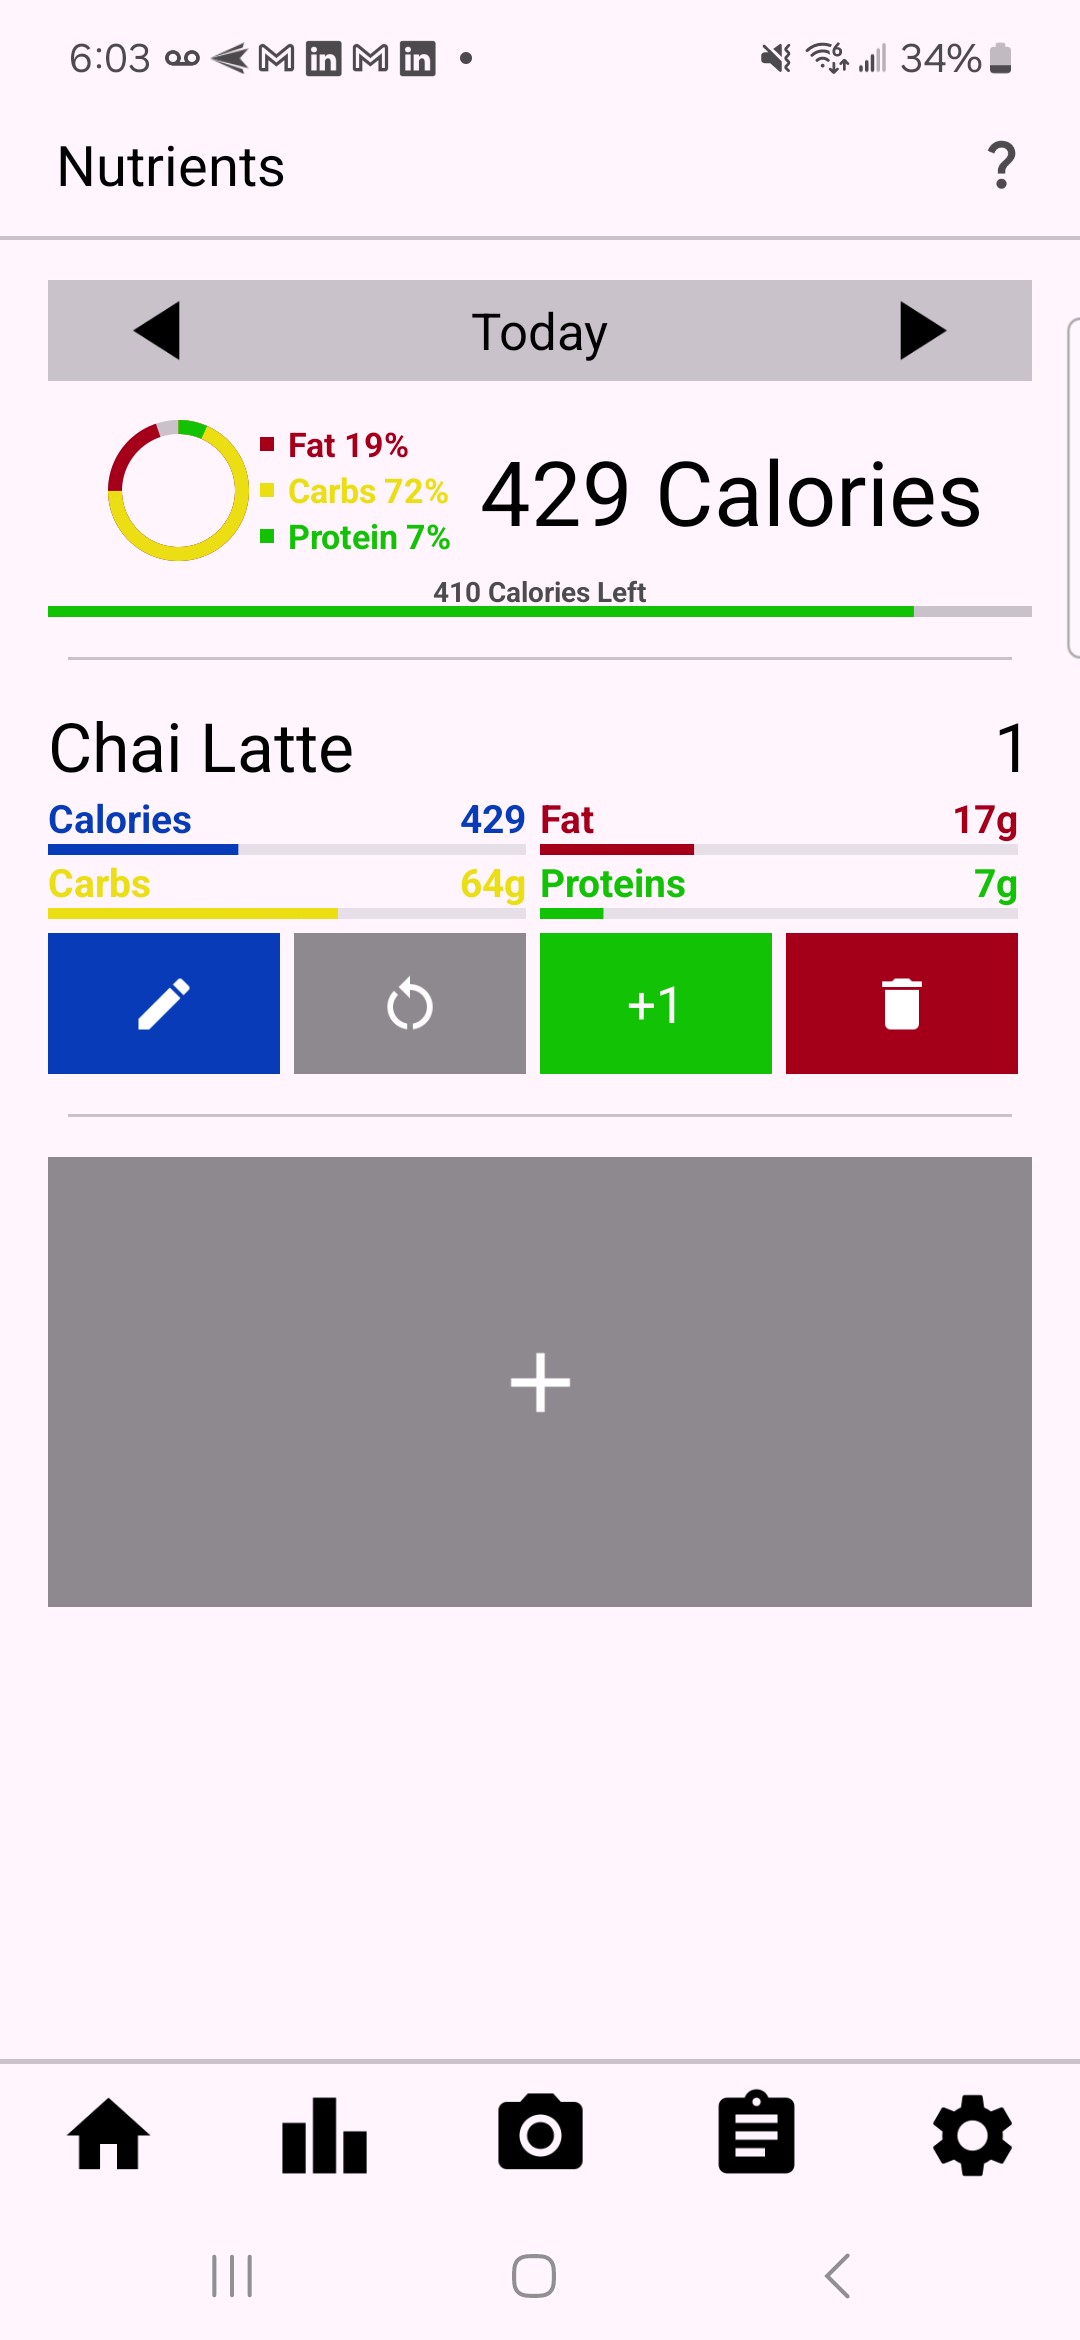 6:03
34%
Nutrients
?
Today
Fat 19%
Carbs 72%
Protein 7%
429 Calories
410 Calories Left
Chai Latte 1
Calories 429 Fat 17g
Carbs 64g Proteins 7g
+1